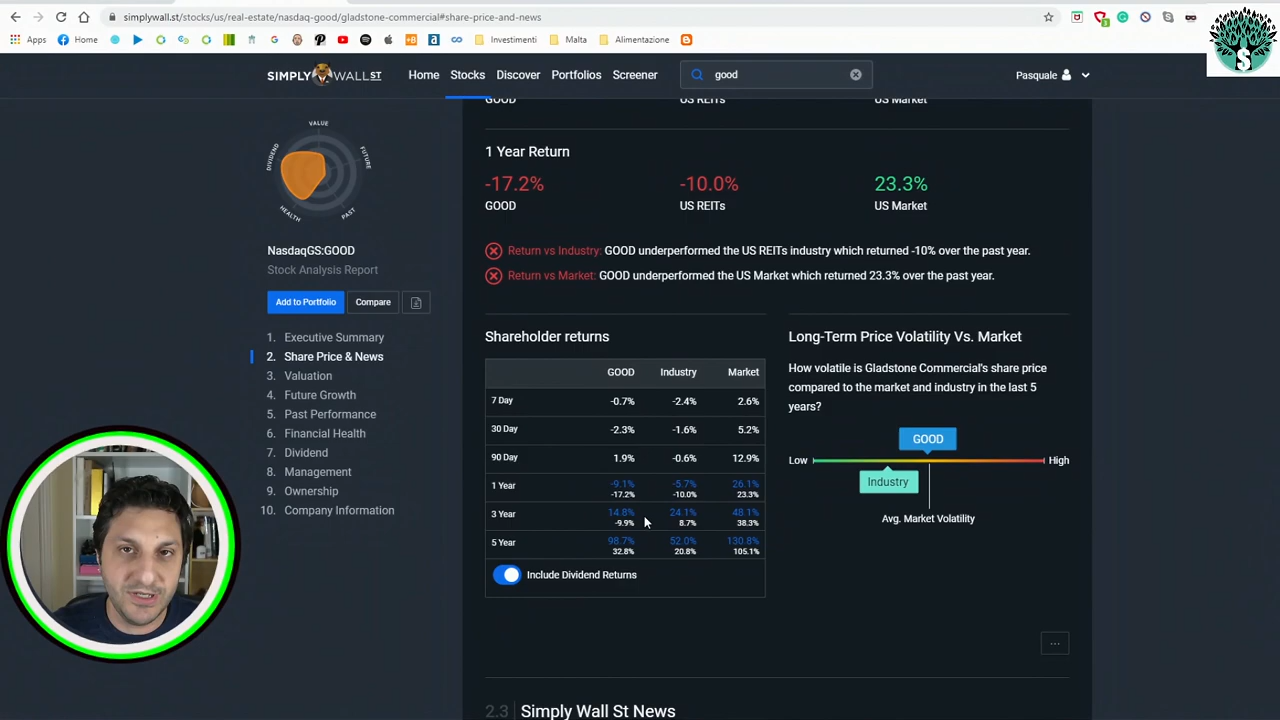 simplywall.st/stocks/us/real-estate/nasdaq-good/gladstone-commercial#share-price-and-news
Apps
Home
Investimenti
Malta
Alimentazione
SIMPLY WALL ST
Home
Stocks
Discover
Portfolios
Screener
good
Pasquale
VALUE
FUTURE
PAST
HEALTH
DIVIDEND
NasdaqGS:GOOD
Stock Analysis Report
Add to Portfolio
Compare
1. Executive Summary
2. Share Price & News
3. Valuation
4. Future Growth
5. Past Performance
6. Financial Health
7. Dividend
8. Management
9. Ownership
10. Company Information
GOOD US REITs US Market
1 Year Return
-17.2% -10.0% 23.3%
GOOD US REITs US Market
Return vs Industry: GOOD underperformed the US REITs industry which returned -10% over the past year.
Return vs Market: GOOD underperformed the US Market which returned 23.3% over the past year.
Shareholder returns
GOOD Industry Market
7 Day -0.7% -2.4% 2.6%
30 Day -2.3% -1.6% 5.2%
90 Day 1.9% -0.6% 12.9%
1 Year -9.1% -5.7% 26.1%
-17.2% -10.0% 23.3%
3 Year 14.8% 24.1% 48.1%
-9.9% 8.7% 38.3%
5 Year 98.7% 52.0% 130.8%
32.8% 20.8% 105.1%
Include Dividend Returns
Long-Term Price Volatility Vs. Market
How volatile is Gladstone Commercial's share price
compared to the market and industry in the last 5
years?
GOOD
Low High
Industry
Avg. Market Volatility
2.3 Simply Wall St News